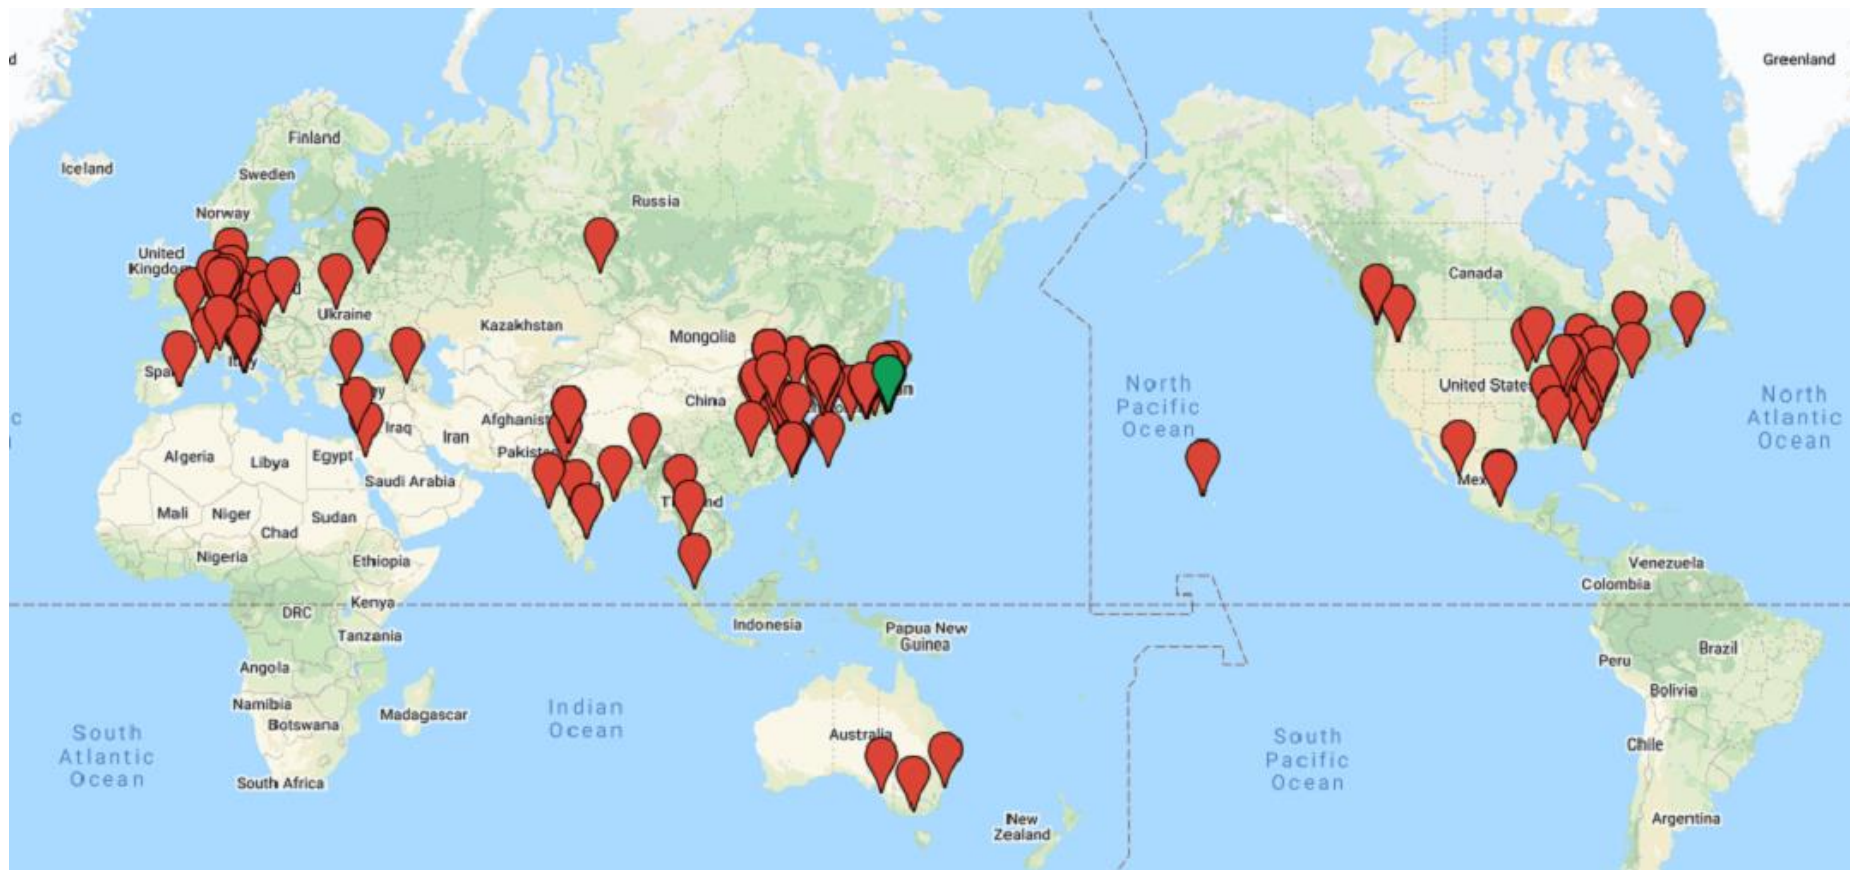 d
Greenland
Finland
Iceland
Sweden
Russia
Norway
United
Kingdo
Canada
Ukraine
Kazakhstan
Mongolia
Spa
Italy
North
Pacific
Ocean
United State
North
Atlantic
Ocean
China
an
c
Afghanist
Iraq
Iran
Pakist
Algeria
Libya
Egypt
Saudi Arabia
Mex
Mali
Niger
Sudan
Chad
Nigeria
Ethiopia
Venezuela
Colombia
DRC
Kenya
Tanzania
Indonesia
Papua New
Guinea
Brazil
Peru
Angola
Bolivia
Namibia
Botswana
Madagascar
Indian
Ocean
South
Atlantic
Ocean
Australia
South
Pacific
Ocean
Chile
South Africa
New
Zealand
Argentina